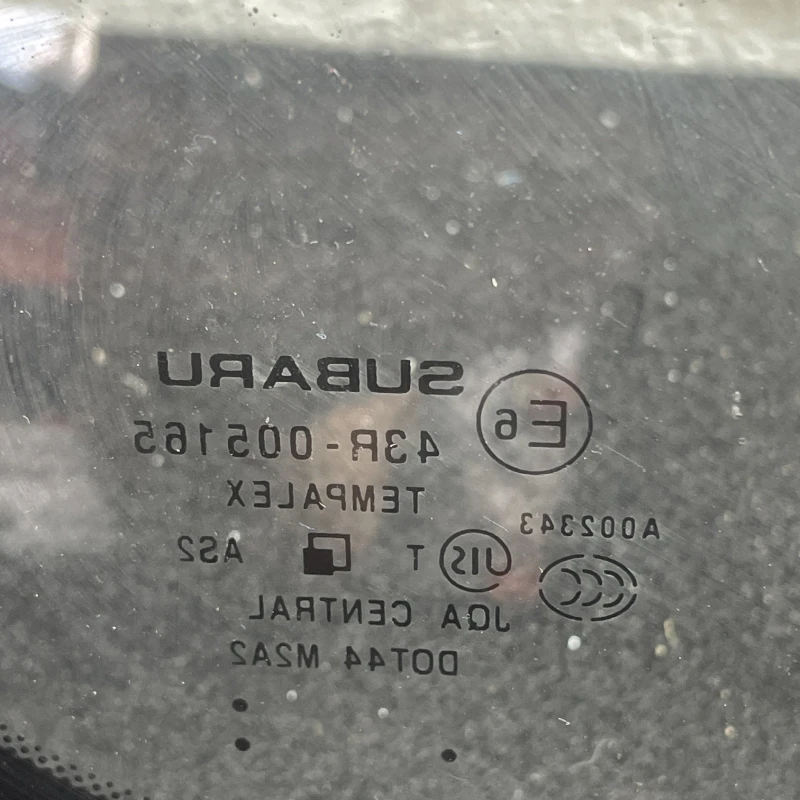 SUBARU
E6
43R-005165
TEMPALEX
A002343
JIS T AS2
CCC
JQA CENTRAL
DOT44 M2A2